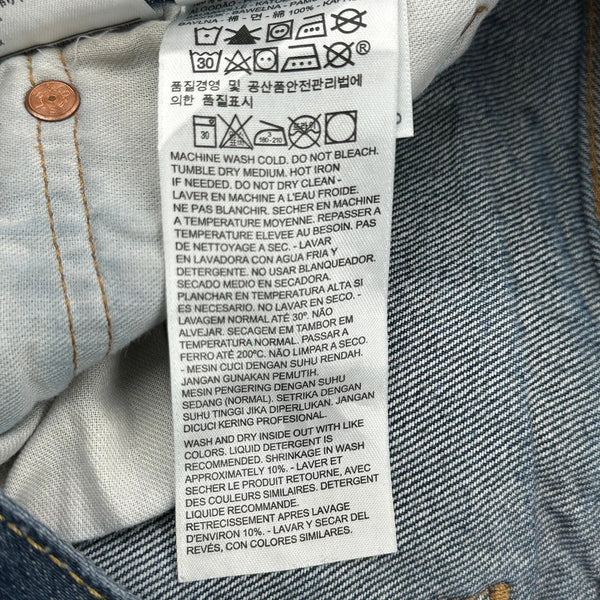 품질경영 및 공산품안전관리법에
의한 품질표시
MACHINE WASH COLD. DO NOT BLEACH.
TUMBLE DRY MEDIUM. HOT IRON
IF NEEDED. DO NOT DRY CLEAN -
LAVER EN MACHINE A L'EAU FROIDE.
NE PAS BLANCHIR. SECHER EN MACHINE
A TEMPERATURE MOYENNE. REPASSER A
TEMPERATURE ELEVEE AU BESOIN. PAS
DE NETTOYAGE A SEC. - LAVAR
EN LAVADORA CON AGUA FRIA Y
DETERGENTE. NO USAR BLANQUEADOR.
SECADO MEDIO EN SECADORA.
PLANCHAR EN TEMPERATURA ALTA SI
ES NECESARIO. NO LAVAR EN SECO. -
LAVAGEM NORMAL ATÉ 30º. NÃO
ALVEJAR. SECAGEM EM TAMBOR EM
TEMPERATURA NORMAL. PASSAR A
FERRO ATÉ 200ºC. NÃO LIMPAR A SECO.
- MESIN CUCI DENGAN SUHU RENDAH.
JANGAN GUNAKAN PEMUTIH.
MESIN PENGERING DENGAN SUHU
SEDANG (NORMAL). SETRIKA DENGAN
SUHU TINGGI JIKA DIPERLUKAN. JANGAN
DICUCI KERING PROFESIONAL.
WASH AND DRY INSIDE OUT WITH LIKE
COLORS. LIQUID DETERGENT IS
RECOMMENDED. SHRINKAGE IN WASH
APPROXIMATELY 10%. - LAVER ET
SECHER LE PRODUIT RETOURNE, AVEC
DES COULEURS SIMILAIRES. DETERGENT
LIQUIDE RECOMMANDE.
RETRECISSEMENT APRES LAVAGE
D'ENVIRON 10%. - LAVAR Y SECAR DEL
REVÉS, CON COLORES SIMILARES.